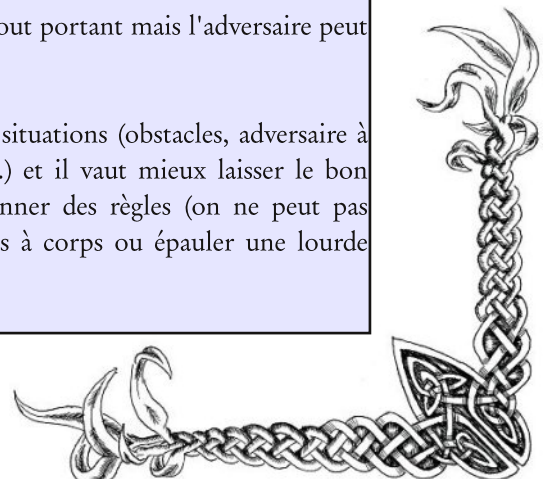 out portant mais l'adversaire peut
situations (obstacles, adversaire à
.) et il vaut mieux laisser le bon
nner des règles (on ne peut pas
s à corps ou épauler une lourde